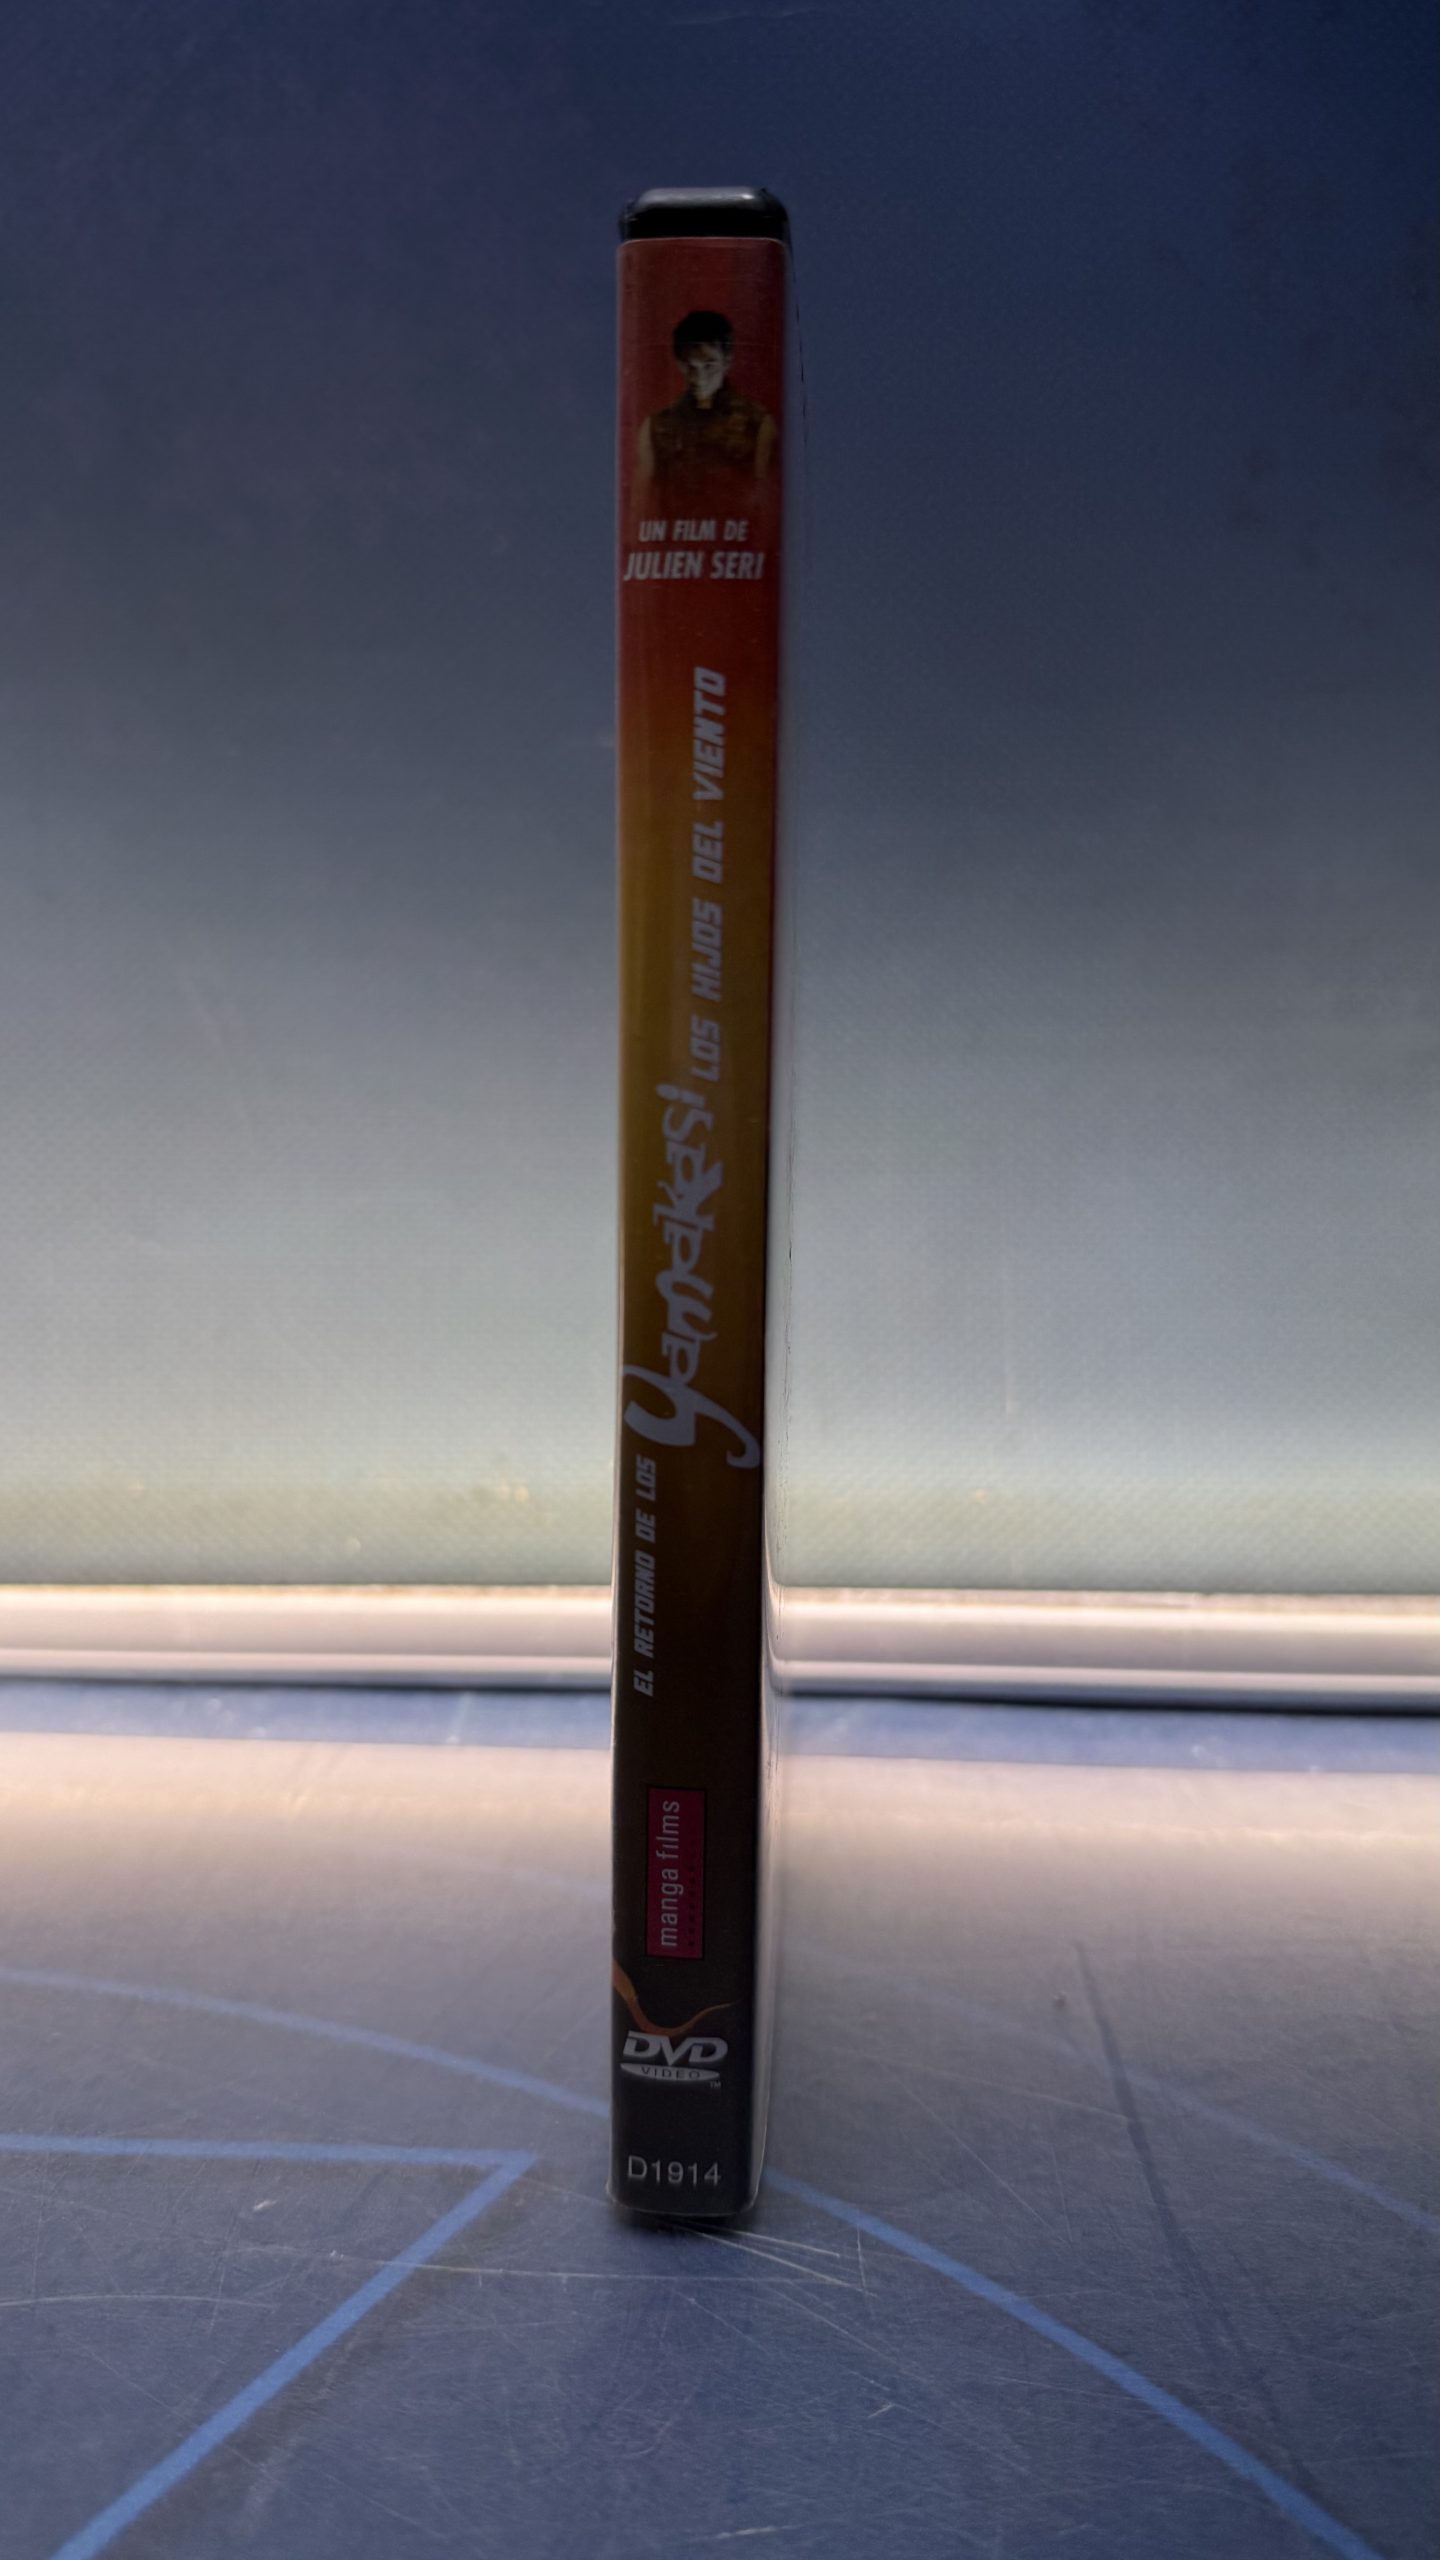 UN FILM DE
JULIEN SERI
EL RETORNO DE LOS
yamakasi
LOS HIJOS DEL VIENTO
manga films
DVD
VIDEO
TM
D1914